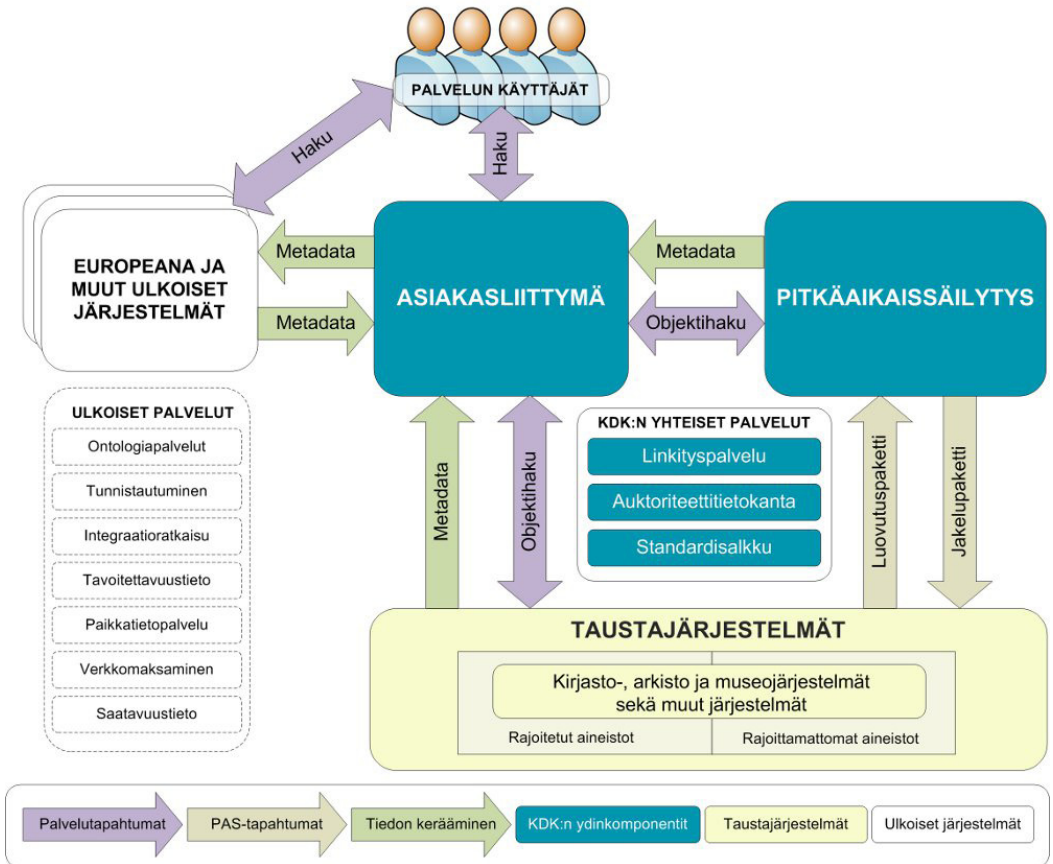 PALVELUN KÄYTTÄJÄT
Haku
Haku
EUROPEANA JA
MUUT ULKOISET
JÄRJESTELMÄT
Metadata
Metadata
ASIAKASLIITTYMÄ
Metadata
Objektihaku
PITKÄAIKAISSÄILYTYS
ULKOISET PALVELUT
Ontologiapalvelut
Tunnistautuminen
Integraatioratkaisu
Tavoitettavuustieto
Paikkatietopalvelu
Verkkomaksaminen
Saatavuustieto
Metadata
Objektihaku
KDK:N YHTEISET PALVELUT
Linkityspalvelu
Auktoriteettitietokanta
Standardisalkku
Luovutuspaketti
Jakelupaketti
TAUSTAJÄRJESTELMÄT
Kirjasto-, arkisto ja museojärjestelmät
sekä muut järjestelmät
Rajoitetut aineistot
Rajoittamattomat aineistot
Palvelutapahtumat
PAS-tapahtumat
Tiedon kerääminen
KDK:n ydinkomponentit
Taustajärjestelmät
Ulkoiset järjestelmät